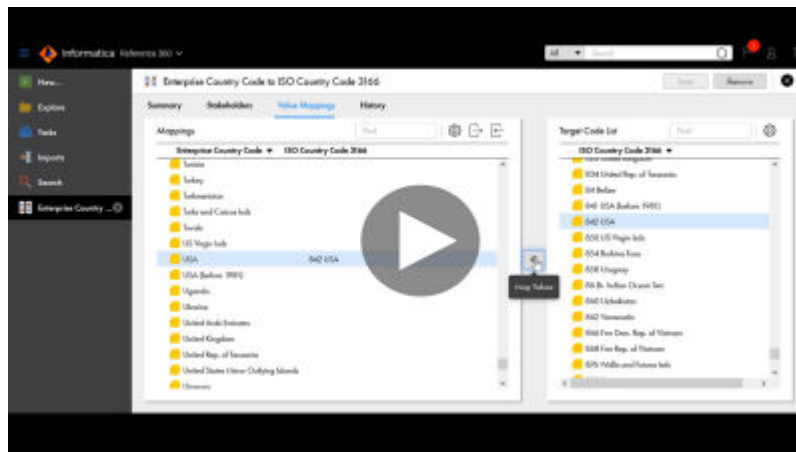 Informatica Reference 360
All Search
New...
Enterprise Country Code to ISO Country Code 3166
Save Remove
Explore
Summary Stakeholders Value Mappings History
Tasks
Mappings Find
Target Code List Find
Imports
Enterprise Country Code ISO Country Code 3166
ISO Country Code 3166
Search
Enterprise Country ...
Tunisia
Turkey
Turkmenistan
Turks and Caicos Isds
Tuvalu
US Virgin Isds
USA 842 USA
USA (before 1981)
Uganda
Ukraine
United Arab Emirates
United Kingdom
United Rep. of Tanzania
United States Minor Outlying Islands
834 United Rep. of Tanzania
84 Belize
841 USA (before 1981)
842 USA
850 US Virgin Isds
854 Burkina Faso
858 Uruguay
86 Br. Indian Ocean Terr.
860 Uzbekistan
862 Venezuela
866 Fmr Dem. Rep. of Vietnam
868 Fmr Rep. of Vietnam
876 Wallis and Futuna Isds
Map Values